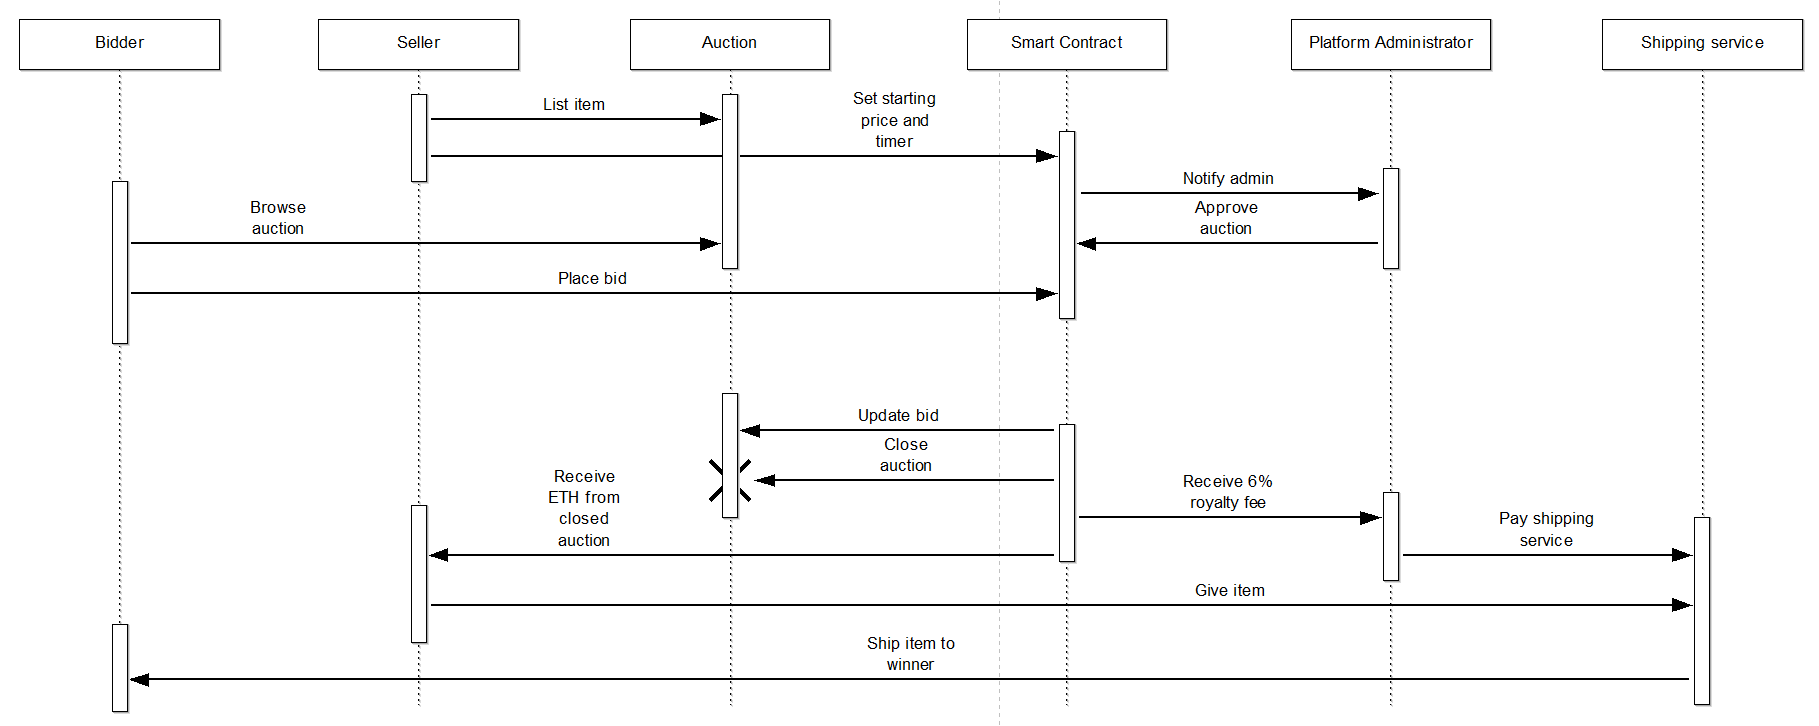 Bidder
Seller
Auction
Smart Contract
Platform Administrator
Shipping service
List item
Set starting
price and
timer
Notify admin
Browse
auction
Approve
auction
Place bid
Update bid
Close
auction
Receive
ETH from
closed
auction
Receive 6%
royalty fee
Pay shipping
service
Give item
Ship item to
winner